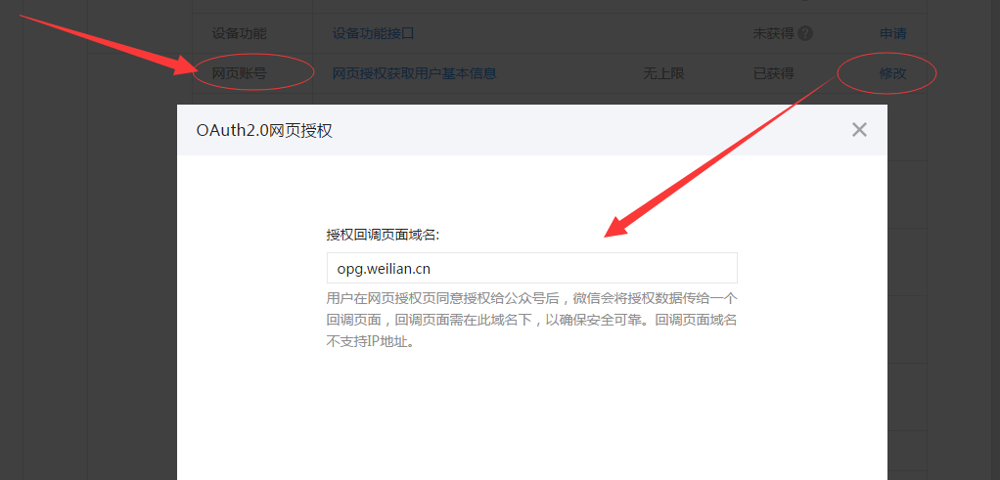 设备功能 设备功能接口 未获得 ? 申请
网页账号 网页授权获取用户基本信息 无上限 已获得 修改
OAuth2.0网页授权
授权回调页面域名:
opg.weilian.cn
用户在网页授权页同意授权给公众号后，微信会将授权数据传给一个
回调页面，回调页面需在此域名下，以确保安全可靠。回调页面域名
不支持IP地址。